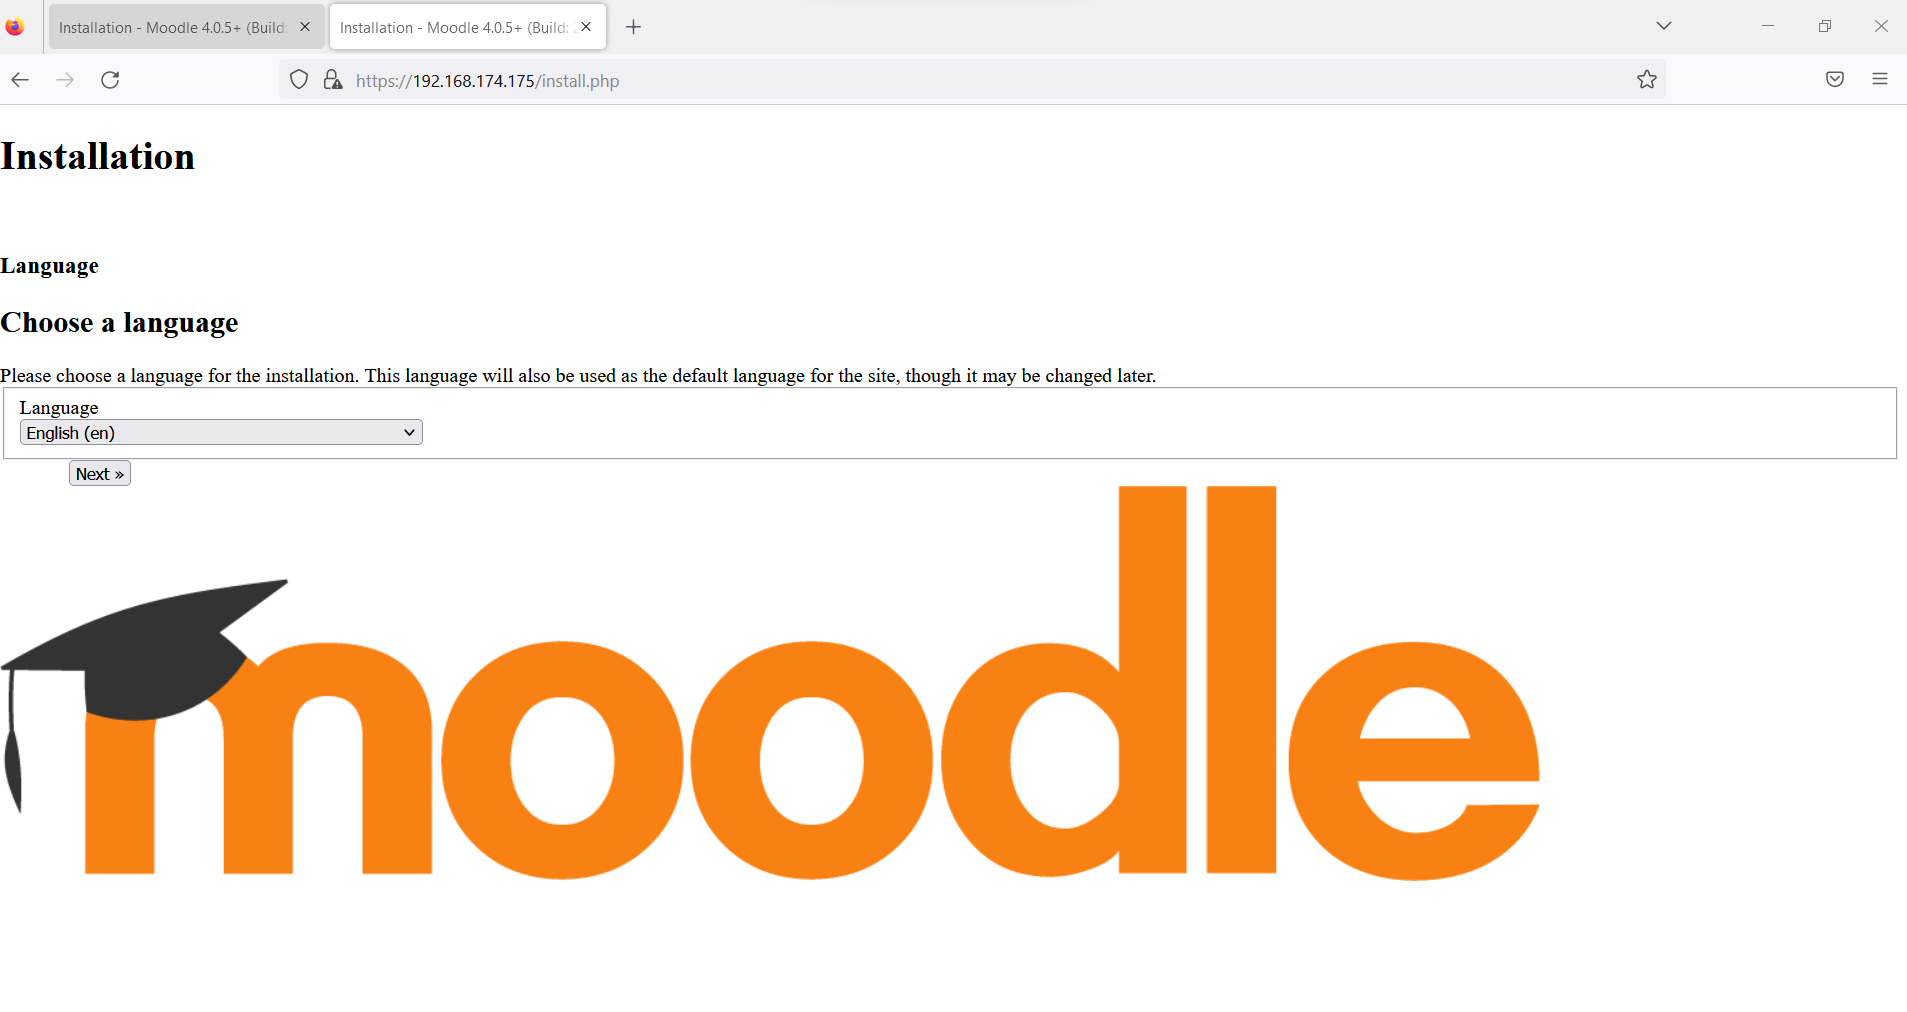 Installation - Moodle 4.0.5+ (Build:
Installation - Moodle 4.0.5+ (Build:
https://192.168.174.175/install.php
Installation
Language
Choose a language
Please choose a language for the installation. This language will also be used as the default language for the site, though it may be changed later.
Language
English (en)
Next »
moodle